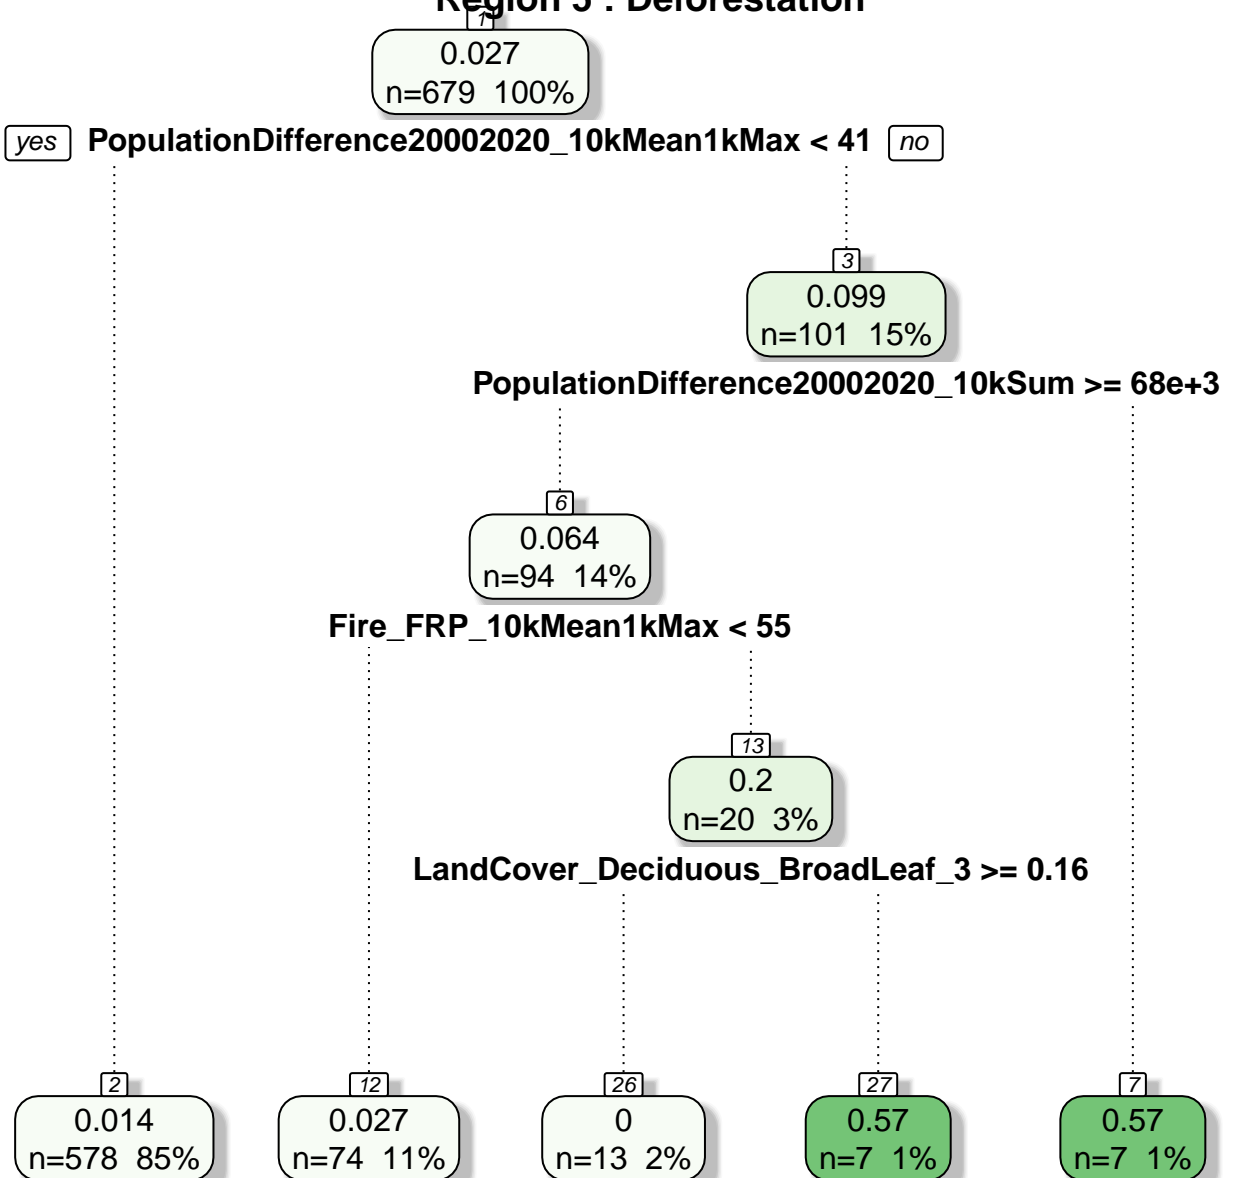 Region : Deforestation
1
0.027
n=679 100%
yes PopulationDifference20002020_10kMean1kMax < 41 no
3
0.099
n=101 15%
PopulationDifference20002020_10kSum >= 68e+3
6
0.064
n=94 14%
Fire_FRP_10kMean1kMax < 55
13
0.2
n=20 3%
LandCover_Deciduous_BroadLeaf_3 >= 0.16
2
0.014
n=578 85%
12
0.027
n=74 11%
26
0
n=13 2%
27
0.57
n=7 1%
7
0.57
n=7 1%